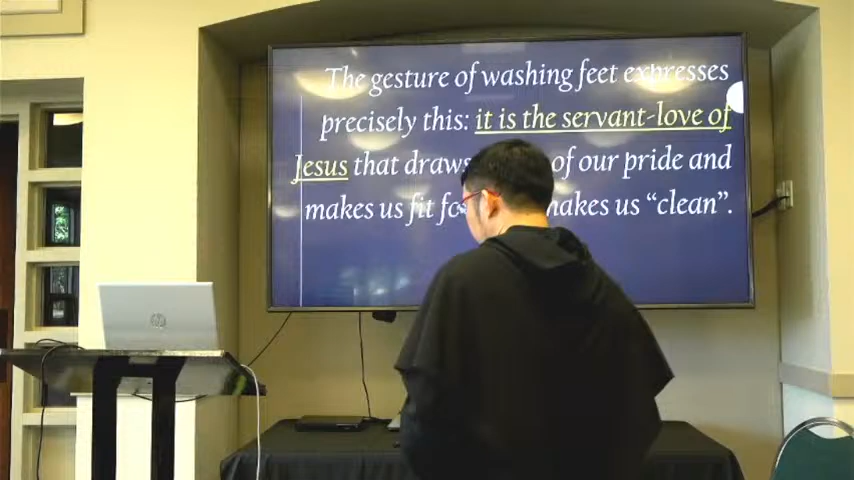 The gesture of washing feet expresses
precisely this: it is the servant-love of
Jesus that draws of our pride and
makes us fit makes us “clean”.
hp